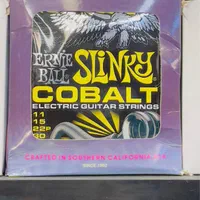 ERNIE
BALL
SLINKY
COBALT
ELECTRIC GUITAR STRINGS
11
15
22P
30
CRAFTED IN SOUTHERN CALIFORNIA